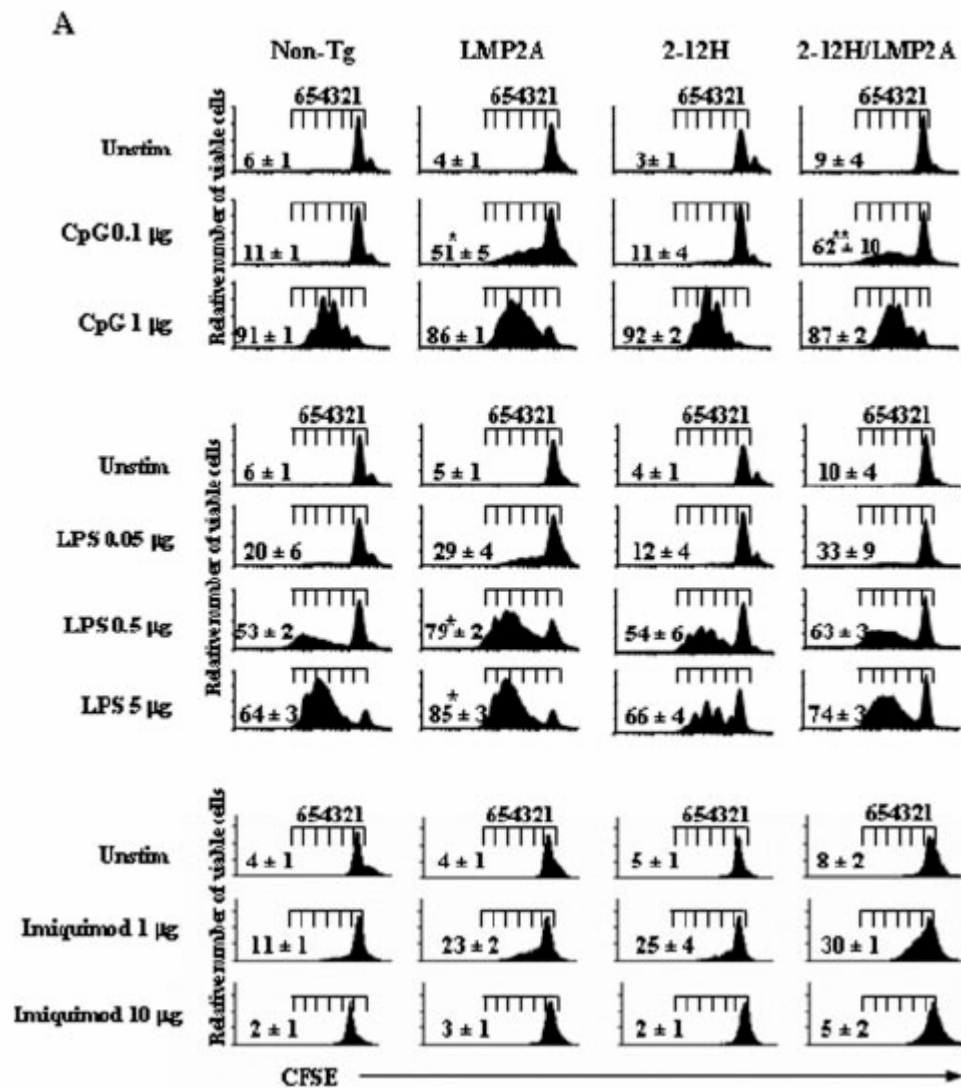 A
Non-Tg LMP2A 2-12H 2-12H/LMP2A
Relative number of viable cells
654321 654321 654321 654321
Unstim 6 ± 1 4 ± 1 3± 1 9 ± 4
CpG 0.1 µg 11 ± 1 51* ± 5 11 ± 4 62** ± 10
CpG 1 µg 91 ± 1 86 ± 1 92 ± 2 87 ± 2
Relative number of viable cells
654321 654321 654321 654321
Unstim 6 ± 1 5 ± 1 4 ± 1 10 ± 4
LPS 0.05 µg 20 ± 6 29 ± 4 12 ± 4 33 ± 9
LPS 0.5 µg 53 ± 2 79* ± 2 54 ± 6 63 ± 3
LPS 5 µg 64 ± 3 85* ± 3 66 ± 4 74 ± 3
Relative number of viable cells
654321 654321 654321 654321
Unstim 4 ± 1 4 ± 1 5 ± 1 8 ± 2
Imiquimod 1 µg 11 ± 1 23 ± 2 25 ± 4 30 ± 1
Imiquimod 10 µg 2 ± 1 3 ± 1 2 ± 1 5 ± 2
CFSE